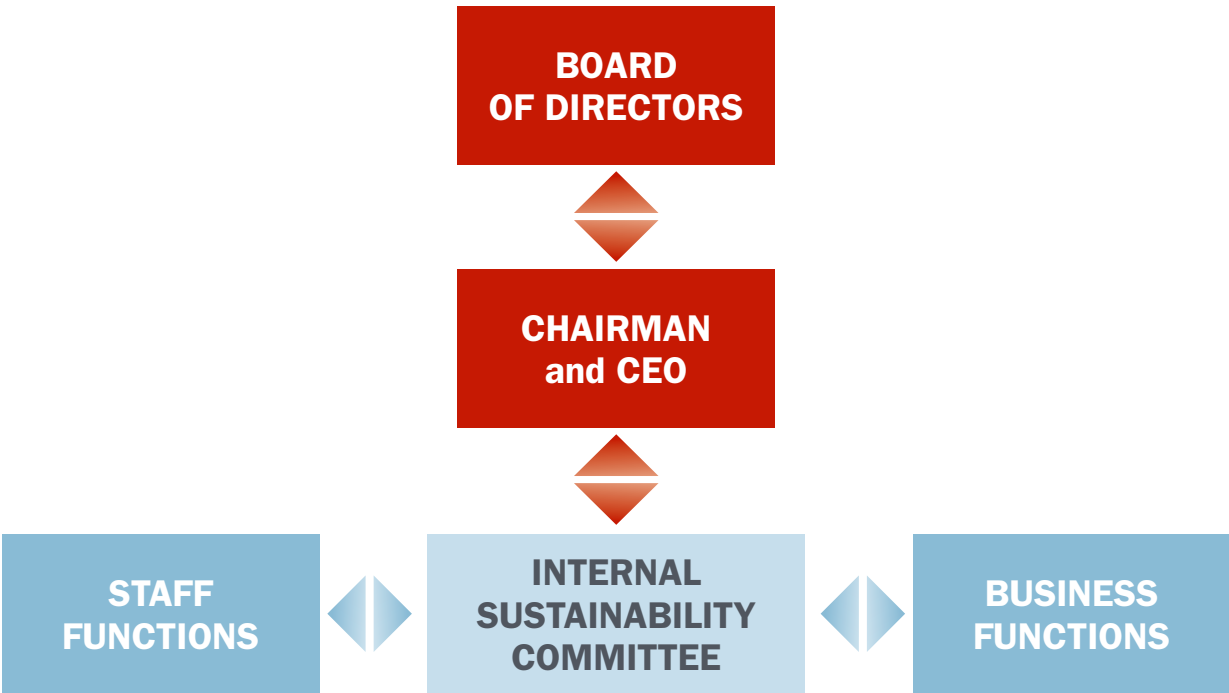 BOARD
OF DIRECTORS
CHAIRMAN
and CEO
STAFF
FUNCTIONS
INTERNAL
SUSTAINABILITY
COMMITTEE
BUSINESS
FUNCTIONS